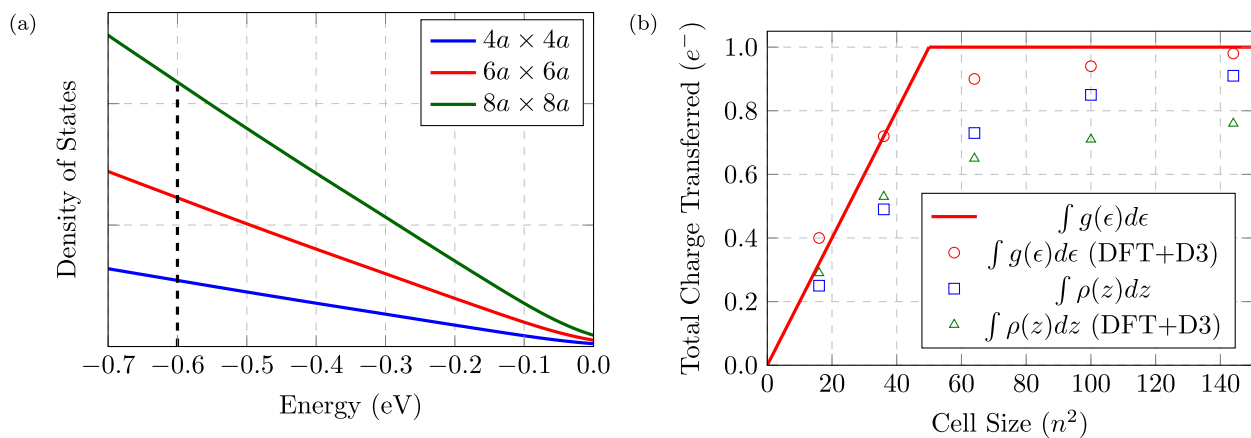 (a)
Density of States
4a × 4a
6a × 6a
8a × 8a
−0.7 −0.6 −0.5 −0.4 −0.3 −0.2 −0.1 0.0
Energy (eV)
(b)
Total Charge Transferred (e⁻)
1.0
0.8
0.6
0.4
0.2
0.0
∫ g(ϵ)dϵ
∫ g(ϵ)dϵ (DFT+D3)
∫ ρ(z)dz
∫ ρ(z)dz (DFT+D3)
0 20 40 60 80 100 120 140
Cell Size (n²)